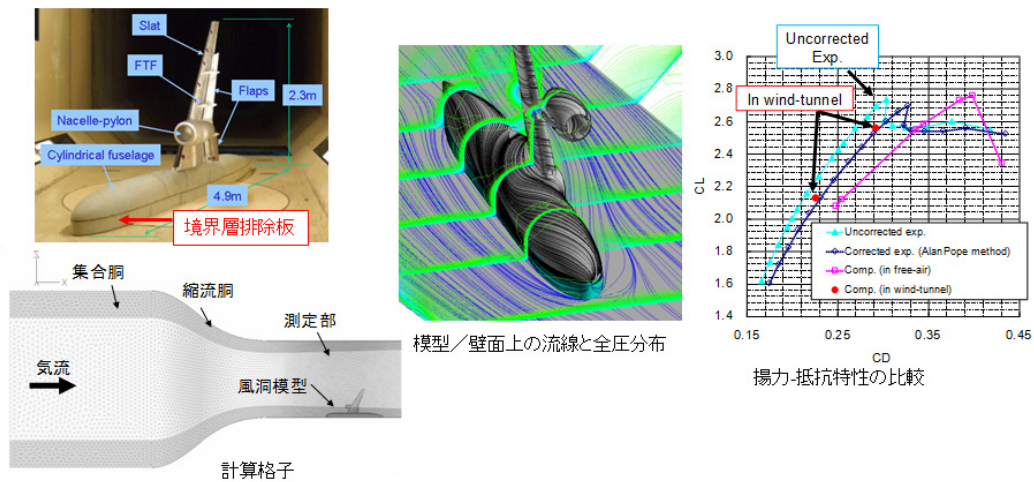 Slat
FTF
Flaps
2.3m
Nacelle-pylon
Cylindrical fuselage
4.9m
境界層排除板
Z
X
集合胴
縮流胴
測定部
気流
風洞模型
計算格子
模型／壁面上の流線と全圧分布
Uncorrected
Exp.
In wind-tunnel
3.0
2.8
2.6
2.4
2.2
2.0
1.8
1.6
1.4
CL
Uncorrected exp.
Corrected exp. (AlanPope method)
Comp. (in free-air)
Comp. (in wind-tunnel)
0.15
0.25
0.35
0.45
CD
揚力-抵抗特性の比較